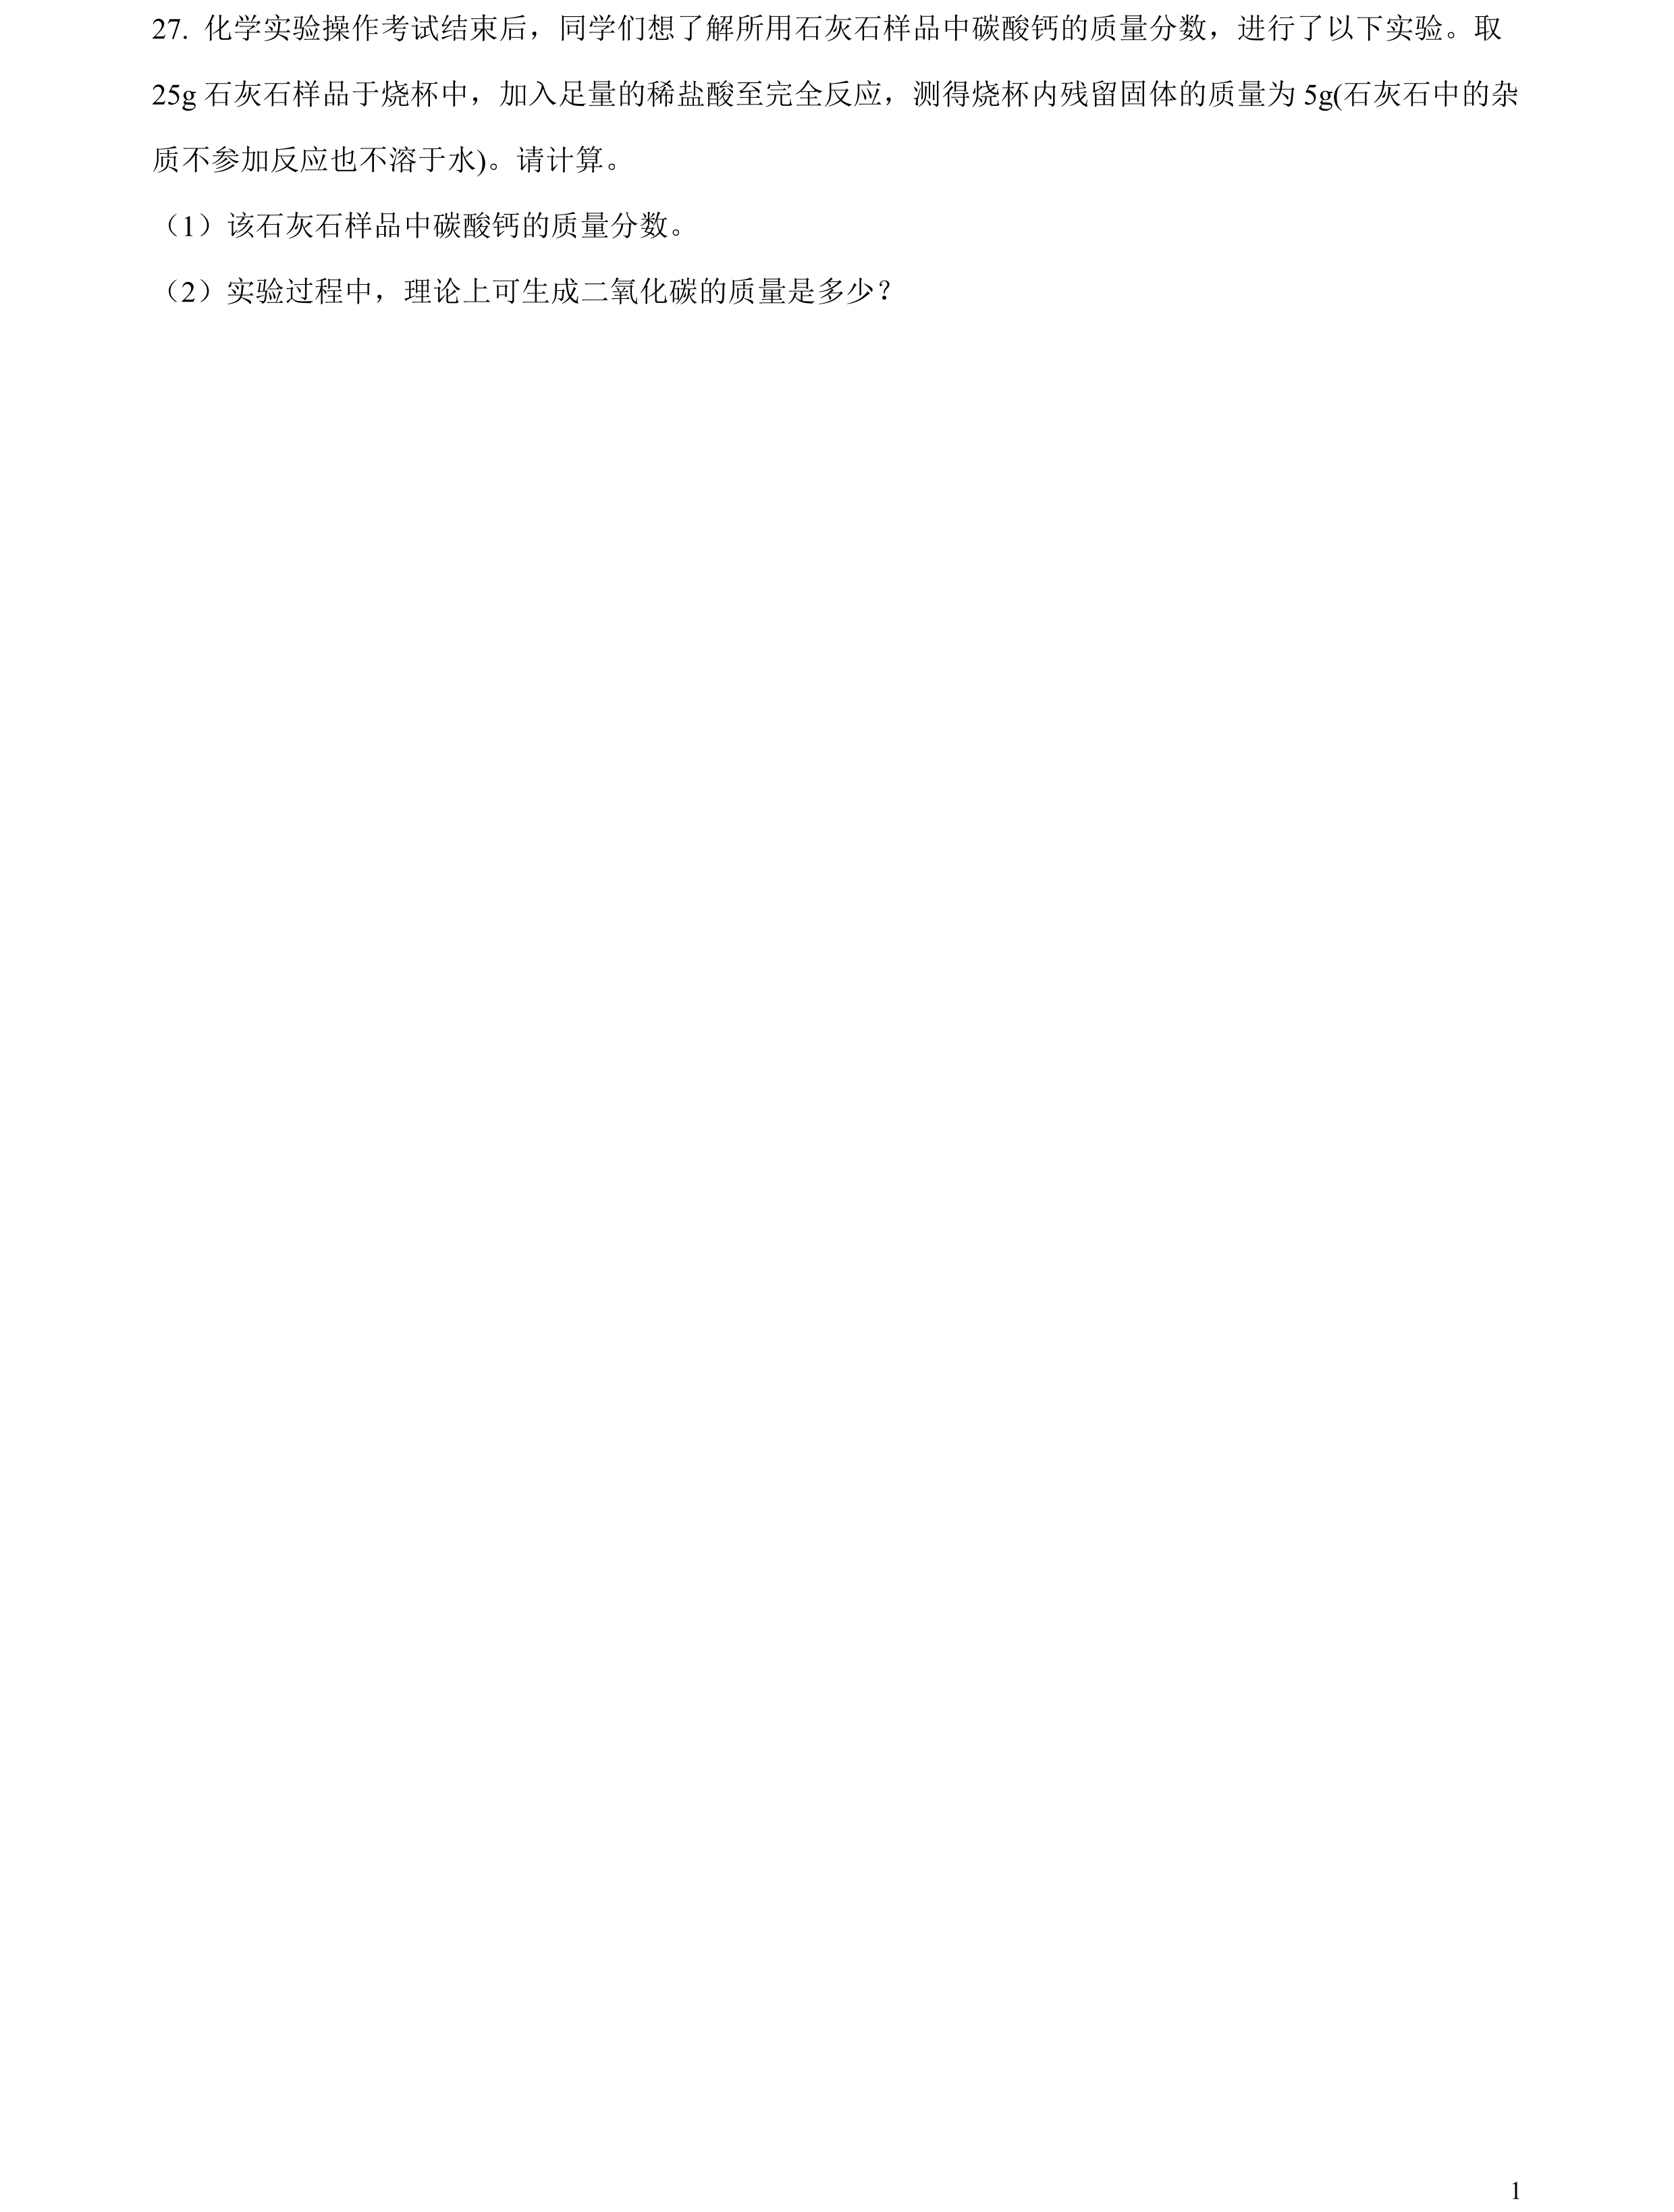 27. 化学实验操作考试结束后，同学们想了解所用石灰石样品中碳酸钙的质量分数，进行了以下实验。取
25g 石灰石样品于烧杯中，加入足量的稀盐酸至完全反应，测得烧杯内残留固体的质量为 5g(石灰石中的杂
质不参加反应也不溶于水)。请计算。
（1）该石灰石样品中碳酸钙的质量分数。
（2）实验过程中，理论上可生成二氧化碳的质量是多少？
1